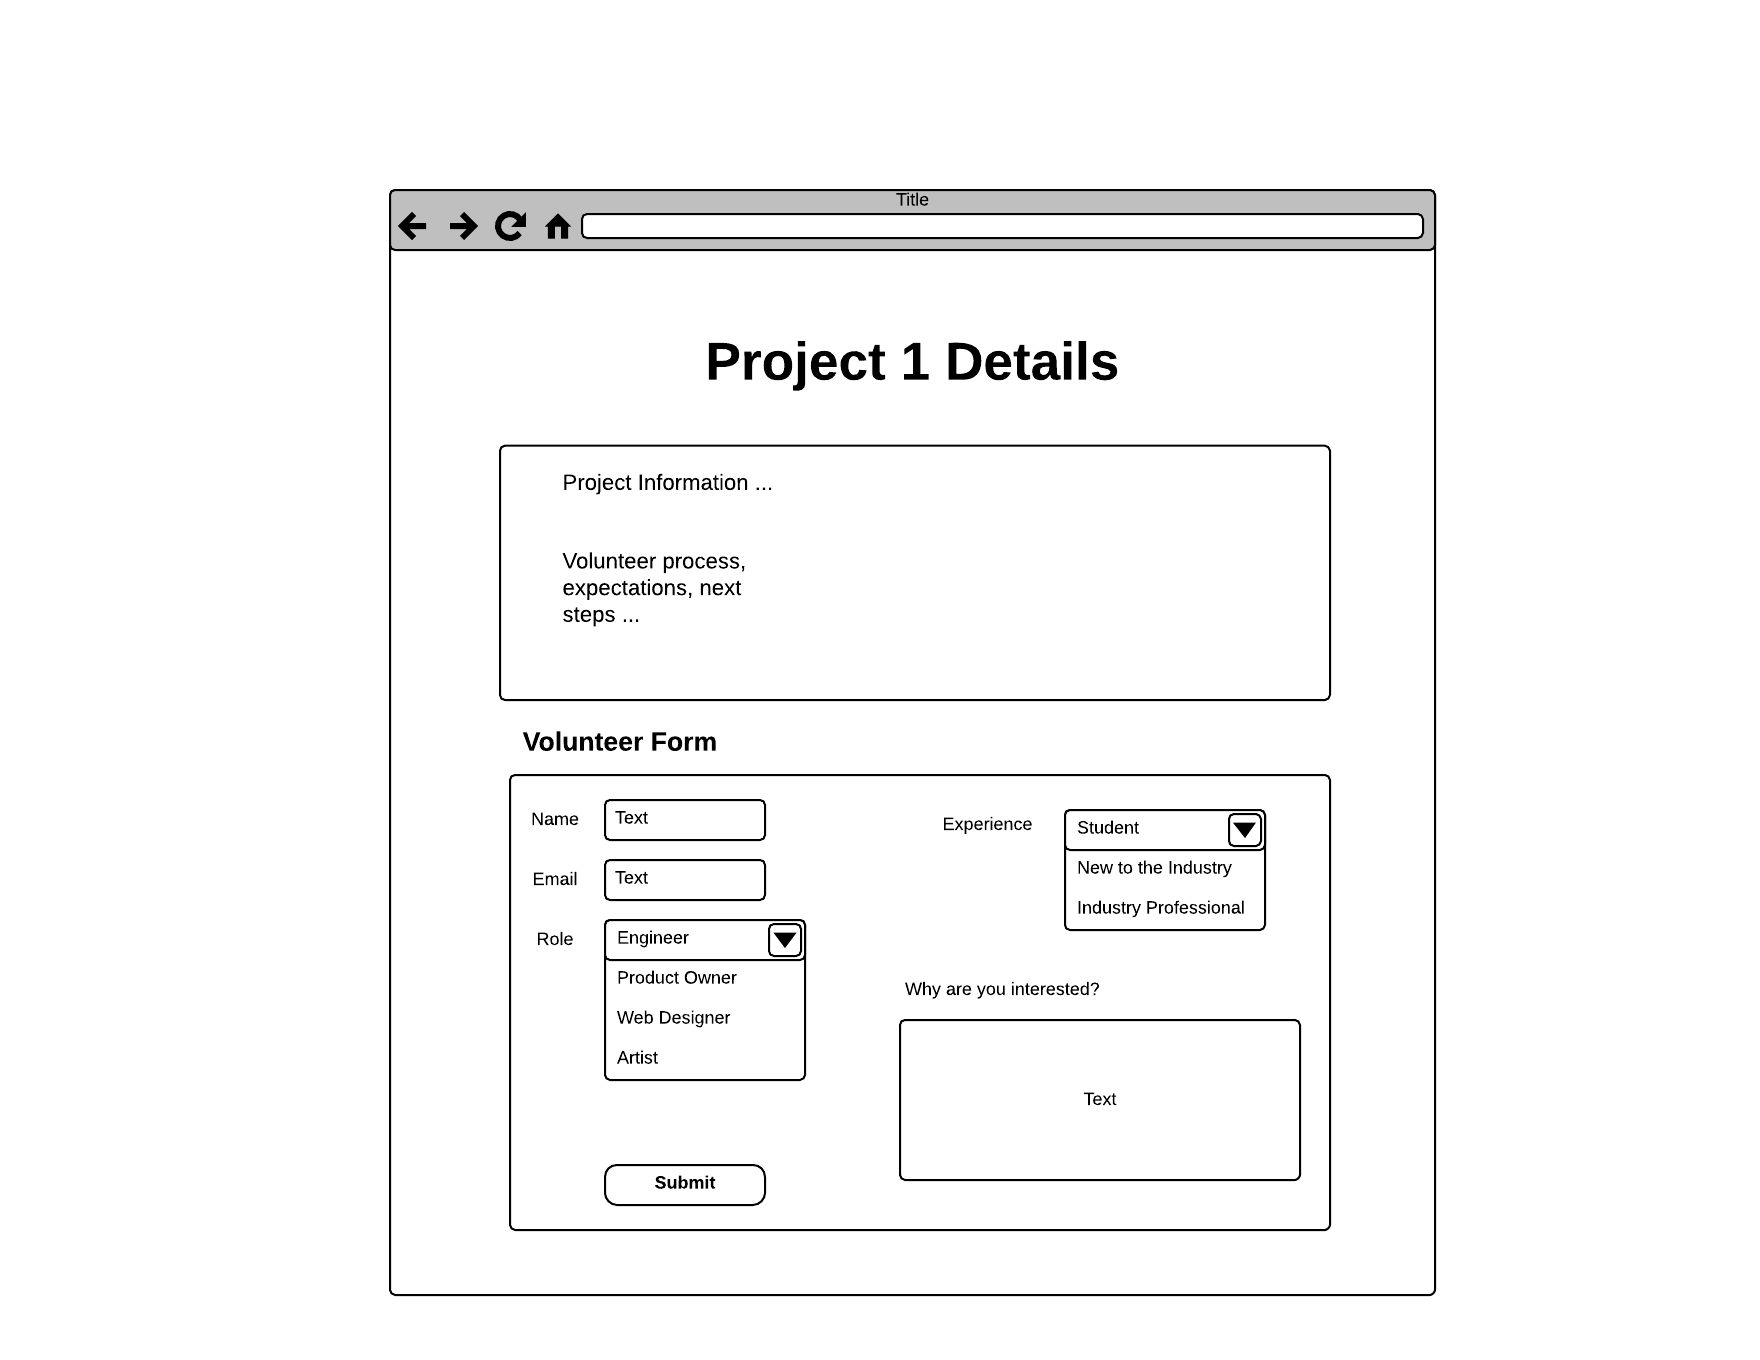 Title
Project 1 Details
Project Information ...
Volunteer process,
expectations, next
steps ...
Volunteer Form
Name
Text
Email
Text
Role
Engineer
Product Owner
Web Designer
Artist
Submit
Experience
Student
New to the Industry
Industry Professional
Why are you interested?
Text